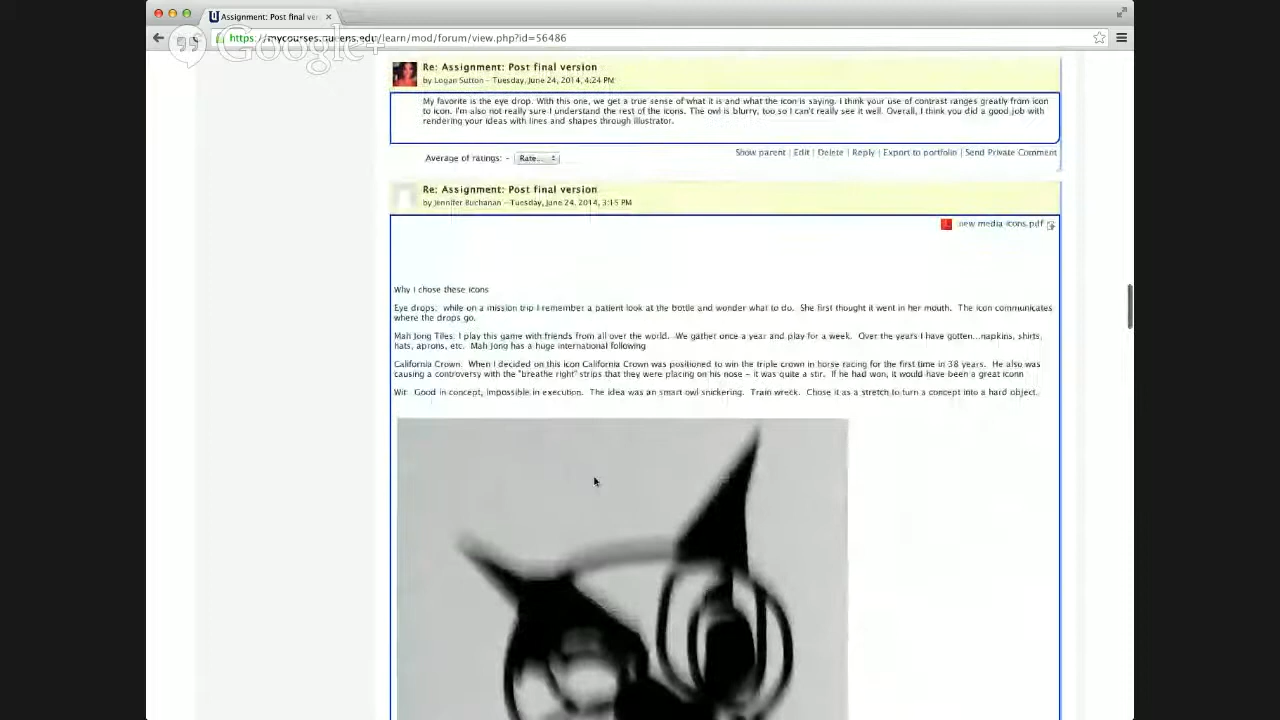 Assignment: Post final ver
https://mycourses.queens.edu/learn/mod/forum/view.php?id=56486
Google+
Re: Assignment: Post final version
by Logan Sutton - Tuesday, June 24, 2014, 4:24 PM
My favorite is the eye drop. With this one, we get a true sense of what it is and what the icon is saying. I think your use of contrast ranges greatly from icon
to icon. I'm also not really sure I understand the rest of the icons. The owl is blurry, too so I can't really see it well. Overall, I think you did a good job with
rendering your ideas with lines and shapes through illustrator.
Average of ratings: - Rate...
Show parent | Edit | Delete | Reply | Export to portfolio | Send Private Comment
Re: Assignment: Post final version
by Jennifer Buchanan - Tuesday, June 24, 2014, 3:15 PM
new media icons.pdf
Why I chose these icons
Eye drops. while on a mission trip I remember a patient look at the bottle and wonder what to do. She first thought it went in her mouth. The icon communicates
where the drops go.
Mah Jong Tiles. I play this game with friends from all over the world. We gather once a year and play for a week. Over the years I have gotten...napkins, shirts,
hats, aprons, etc. Mah Jong has a huge international following
California Crown. When I decided on this icon California Crown was positioned to win the triple crown in horse racing for the first time in 38 years. He also was
causing a controversy with the "breathe right" strips that they were placing on his nose - it was quite a stir. If he had won, it would have been a great iconn
Wit. Good in concept, impossible in execution. The idea was an smart owl snickering. Train wreck. Chose it as a stretch to turn a concept into a hard object.